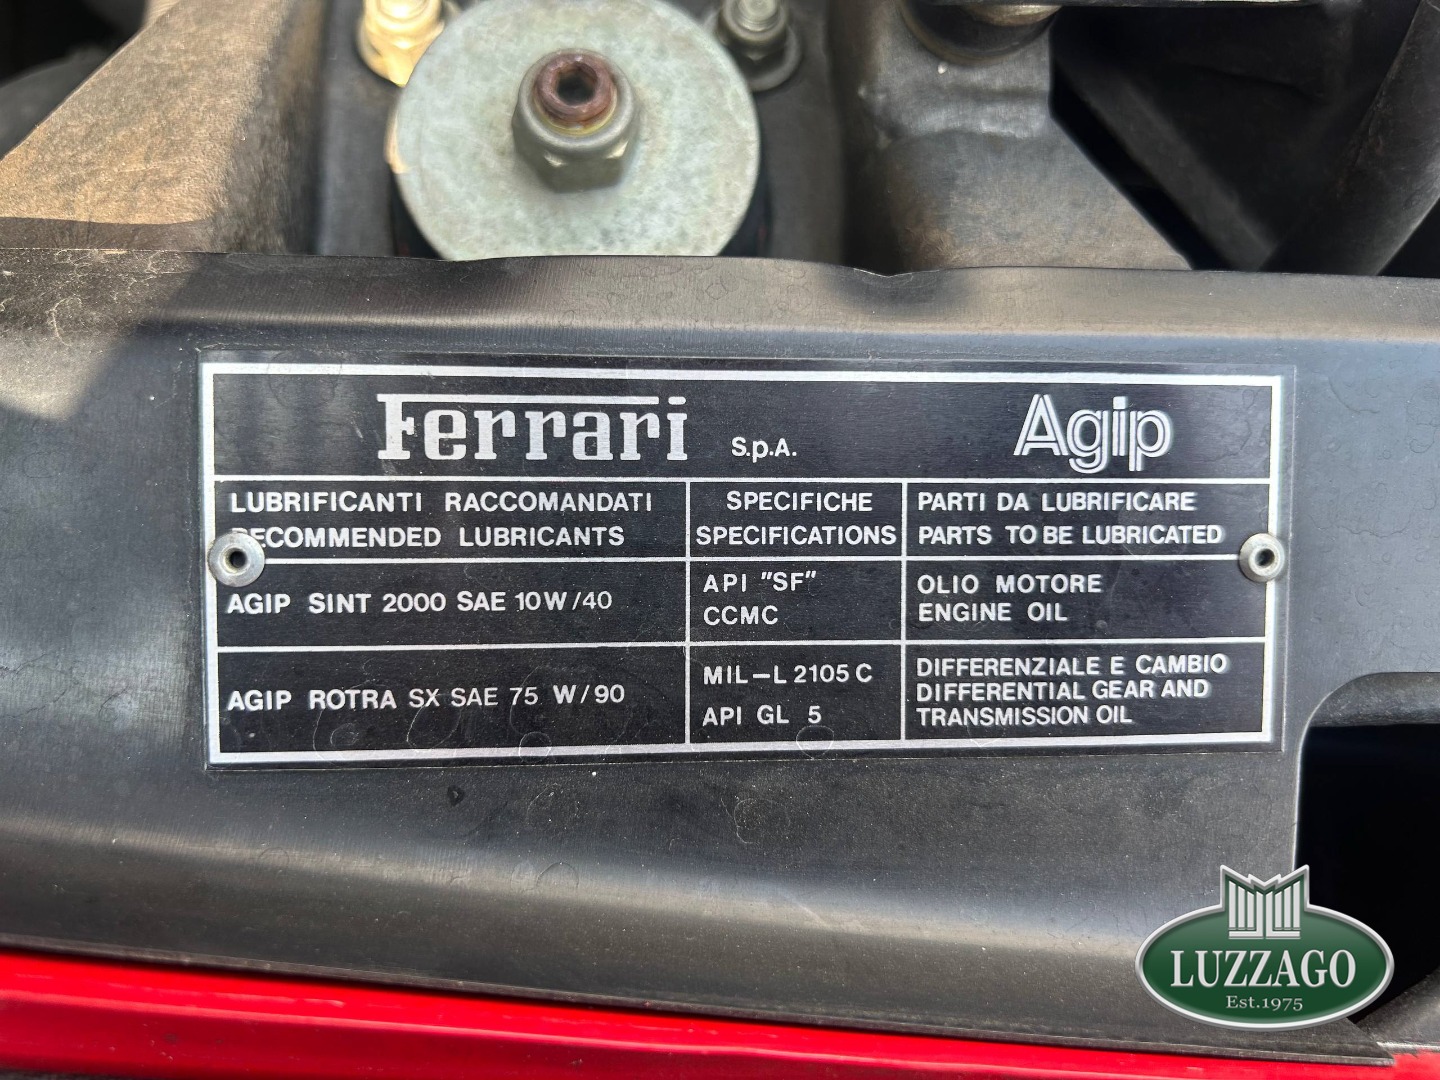 Ferrari S.p.A. Agip
LUBRIFICANTI RACCOMANDATI
RECOMMENDED LUBRICANTS
SPECIFICHE
SPECIFICATIONS
PARTI DA LUBRIFICARE
PARTS TO BE LUBRICATED
AGIP SINT 2000 SAE 10W/40
API "SF"
CCMC
OLIO MOTORE
ENGINE OIL
AGIP ROTRA SX SAE 75 W/90
MIL-L 2105 C
API GL 5
DIFFERENZIALE E CAMBIO
DIFFERENTIAL GEAR AND
TRANSMISSION OIL
LUZZAGO
Est.1975